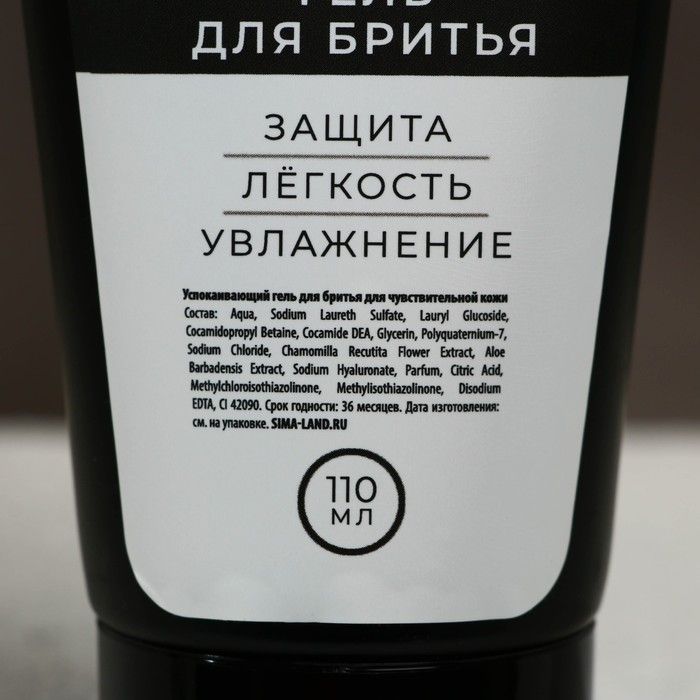 ГЕЛЬ
ДЛЯ БРИТЬЯ
ЗАЩИТА
ЛЁГКОСТЬ
УВЛАЖНЕНИЕ
Успокаивающий гель для бритья для чувствительной кожи
Состав: Aqua, Sodium Laureth Sulfate, Lauryl Glucoside,
Cocamidopropyl Betaine, Cocamide DEA, Glycerin, Polyquaternium-7,
Sodium Chloride, Chamomilla Recutita Flower Extract, Aloe
Barbadensis Extract, Sodium Hyaluronate, Parfum, Citric Acid,
Methylchloroisothiazolinone, Methylisothiazolinone, Disodium
EDTA, CI 42090. Срок годности: 36 месяцев. Дата изготовления:
см. на упаковке. SIMA-LAND.RU
110
МЛ